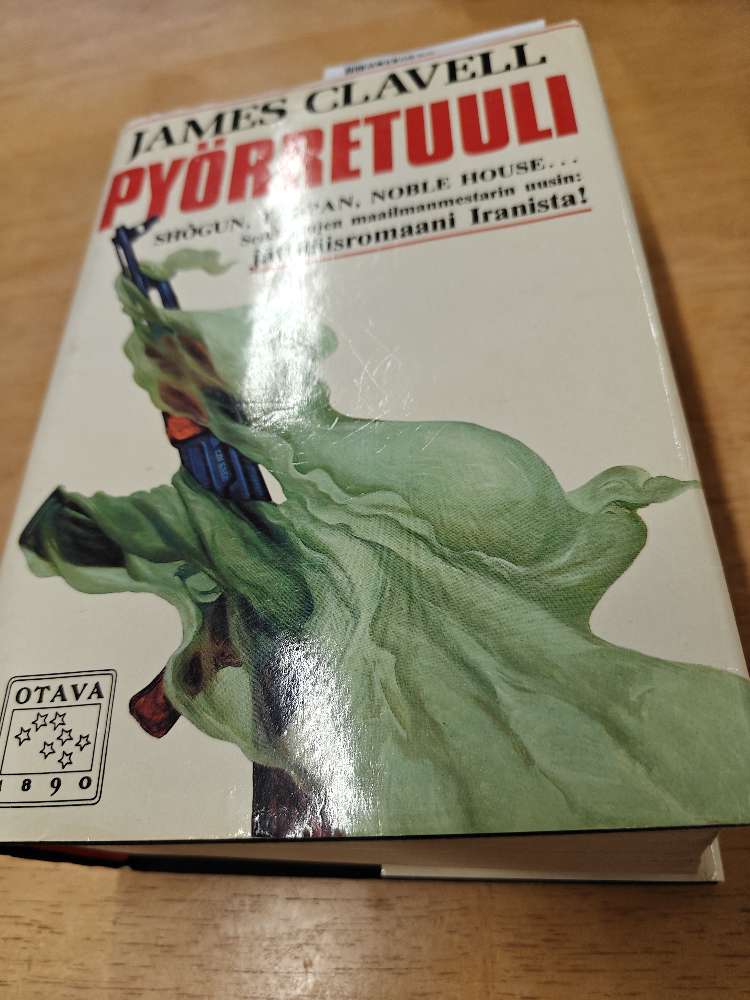 JAMES CLAVELL
PYÖRRETUULI
SHŌGUN, NOBLE HOUSE...
maailmanmestarin uusin:
Iranista!
OTAVA
1890